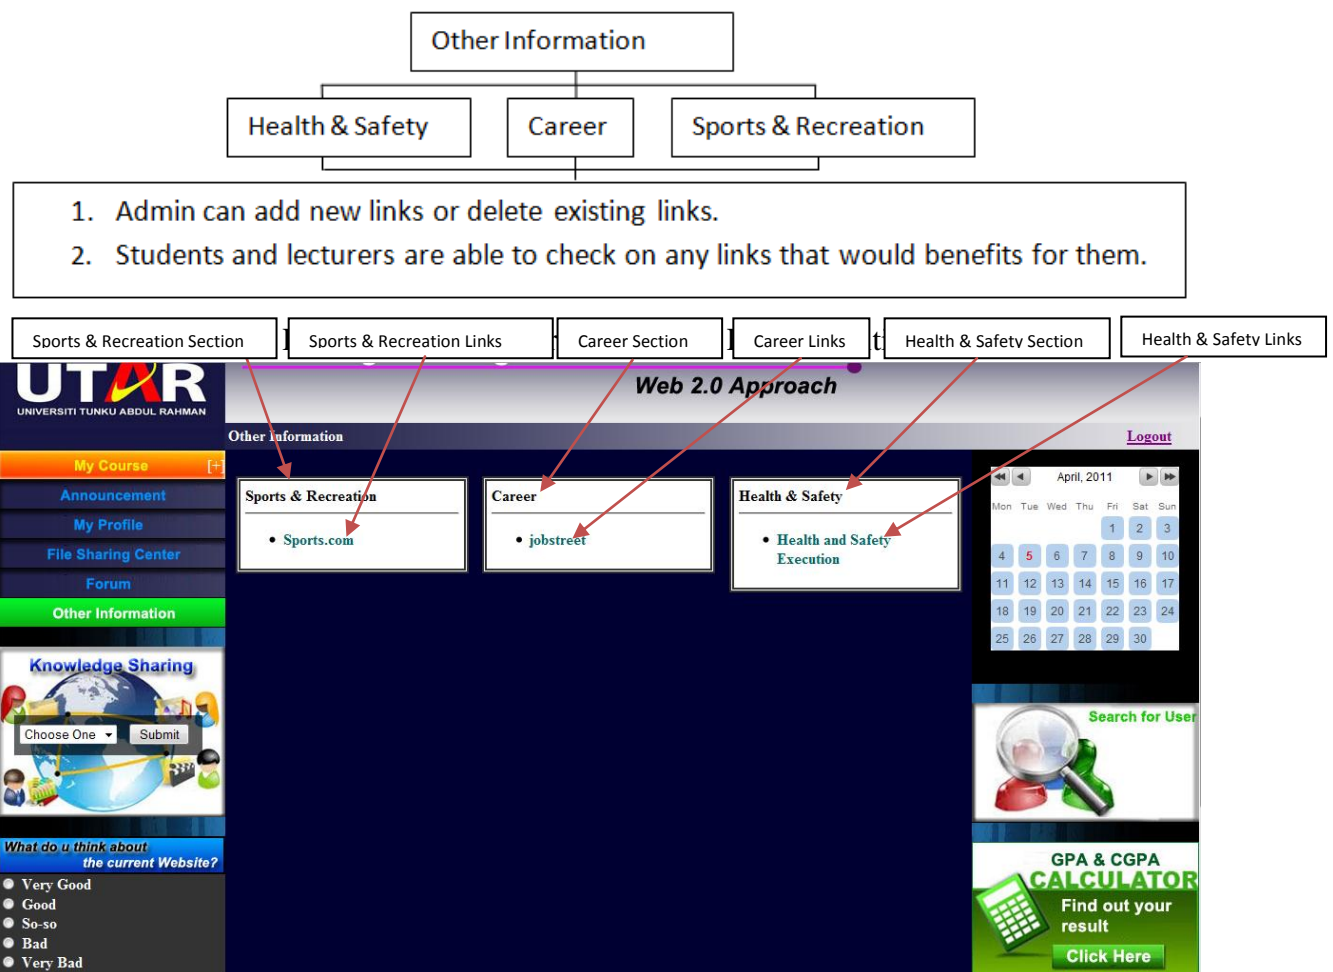 Other Information
Health & Safety
Career
Sports & Recreation
1. Admin can add new links or delete existing links.
2. Students and lecturers are able to check on any links that would benefits for them.
Sports & Recreation Section
Sports & Recreation Links
Career Section
Career Links
Health & Safety Section
Health & Safety Links
UTAR
UNIVERSITI TUNKU ABDUL RAHMAN
Web 2.0 Approach
Other Information
Logout
My Course [+]
Announcement
My Profile
File Sharing Center
Forum
Other Information
Knowledge Sharing
Choose One
Submit
What do u think about
the current Website?
Very Good
Good
So-so
Bad
Very Bad
Sports & Recreation
• Sports.com
Career
• jobstreet
Health & Safety
• Health and Safety
Execution
April, 2011
Mon Tue Wed Thu Fri Sat Sun
1 2 3
4 5 6 7 8 9 10
11 12 13 14 15 16 17
18 19 20 21 22 23 24
25 26 27 28 29 30
Search for User
GPA & CGPA
CALCULATOR
Find out your
result
Click Here